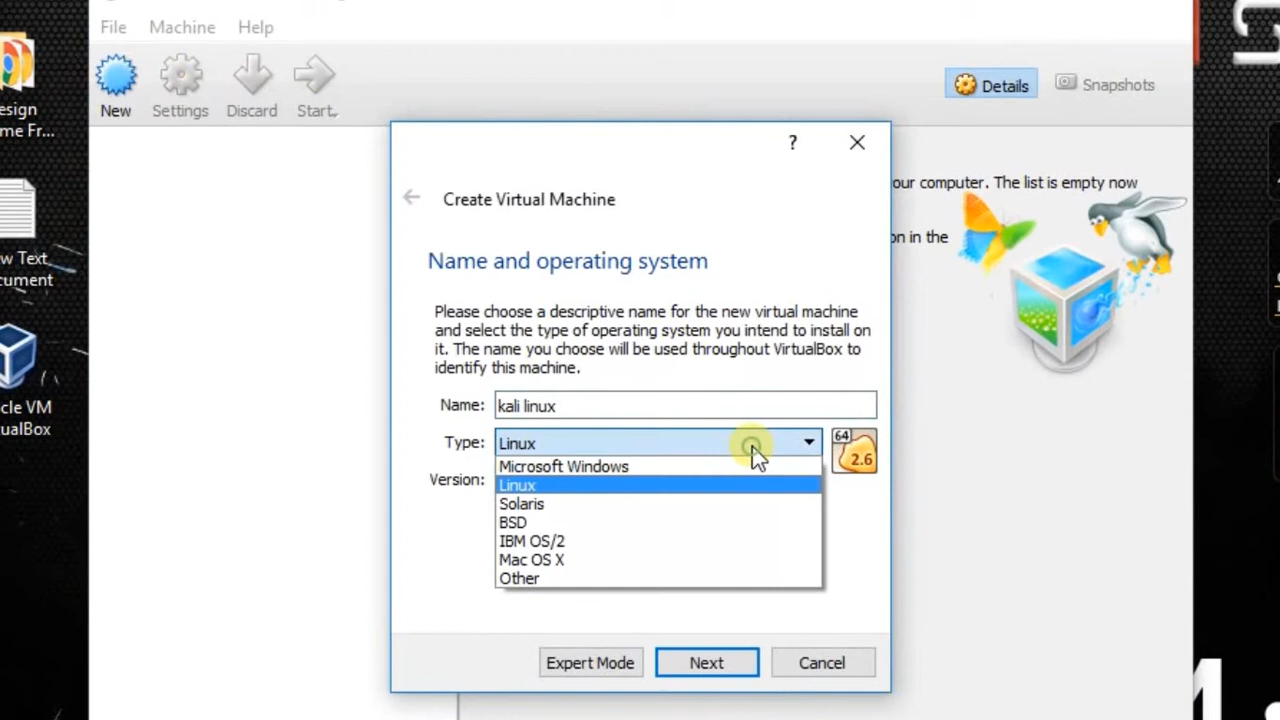 File Machine Help
New Settings Discard Start
Details Snapshots
esign
me Fr...
w Text
cument
cle VM
ualBox
our computer. The list is empty now
on in the
?
Create Virtual Machine
Name and operating system
Please choose a descriptive name for the new virtual machine
and select the type of operating system you intend to install on
it. The name you choose will be used throughout VirtualBox to
identify this machine.
Name: kali linux
Type: Linux
64
2.6
Version:
Microsoft Windows
Linux
Solaris
BSD
IBM OS/2
Mac OS X
Other
Expert Mode Next Cancel